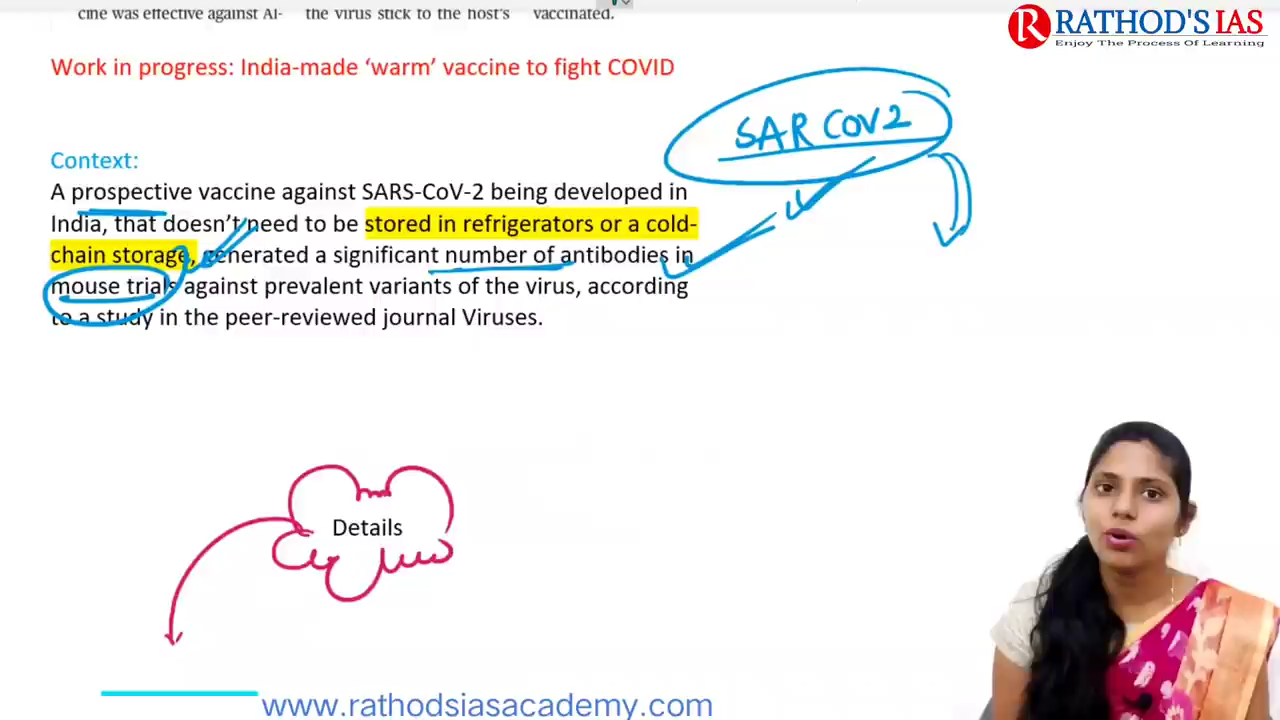 cine was effective against Al- the virus stick to the host's vaccinated.
RATHOD'S IAS
Enjoy The Process Of Learning
Work in progress: India-made ‘warm’ vaccine to fight COVID
SAR COV2
Context:
A prospective vaccine against SARS-CoV-2 being developed in
India, that doesn’t need to be stored in refrigerators or a cold-
chain storage, generated a significant number of antibodies in
mouse trials against prevalent variants of the virus, according
to a study in the peer-reviewed journal Viruses.
Details
www.rathodsiasacademy.com